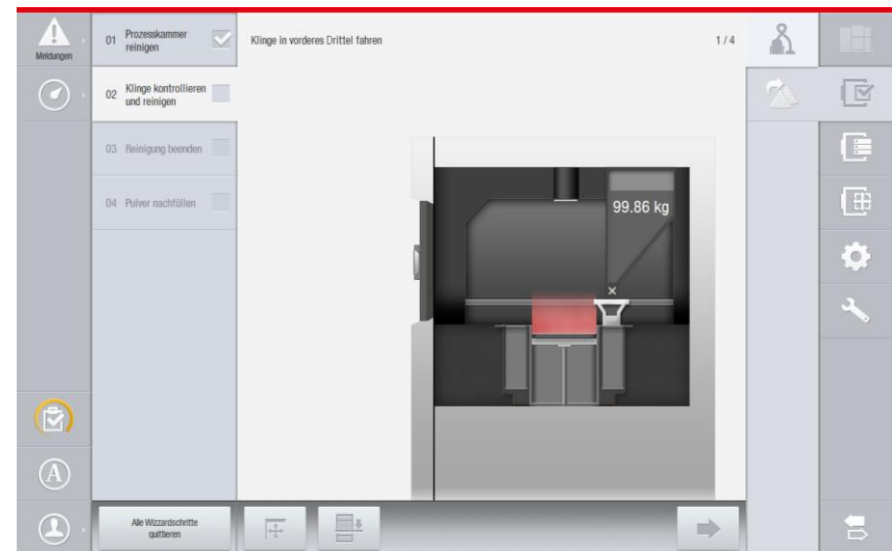 Meldungen
01 Prozesskammer
reinigen
02 Klinge kontrollieren
und reinigen
03 Reinigung beenden
04 Pulver nachfüllen
Klinge in vorderes Drittel fahren
1 / 4
99.86 kg
A
Alle Wizzardschritte
quittieren